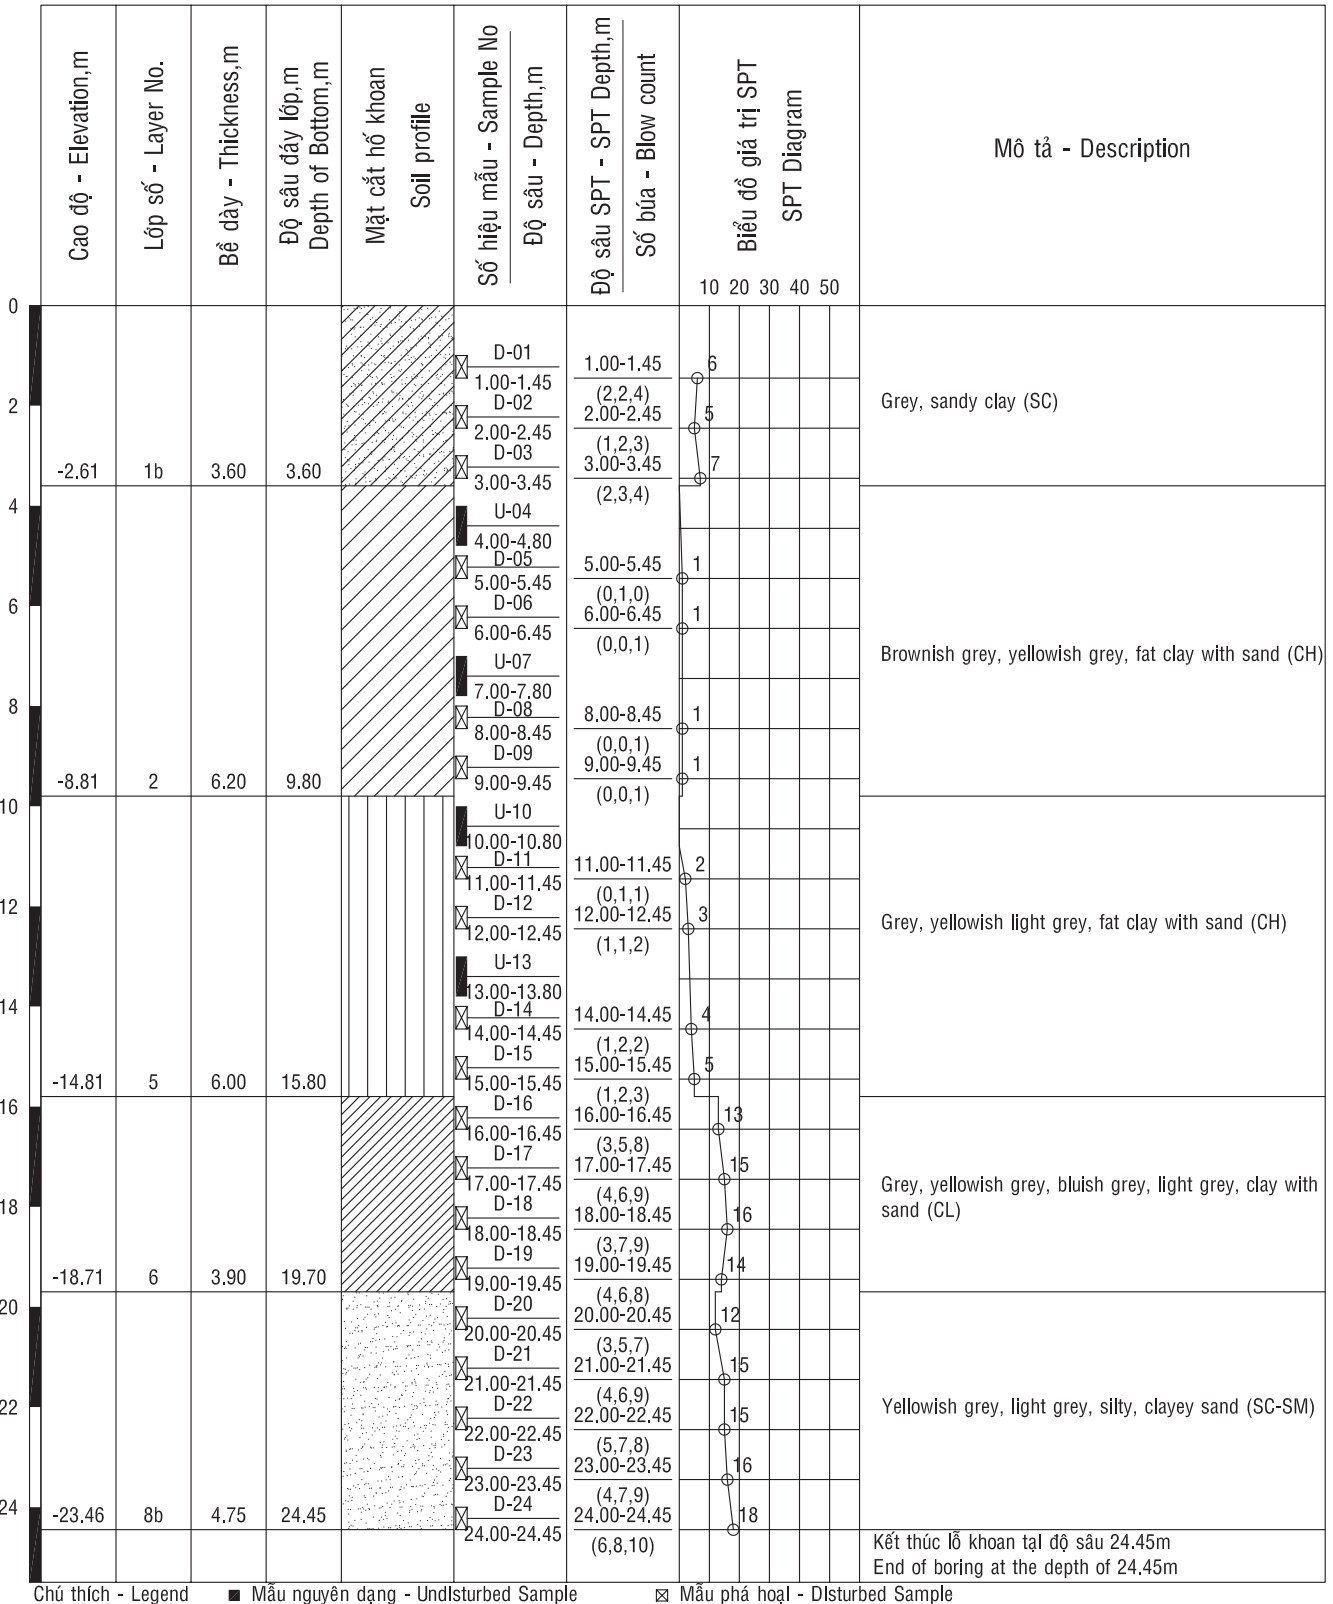 Cao độ - Elevation,m
Lớp số - Layer No.
Bề dày - Thickness,m
Độ sâu đáy lớp,m
Depth of Bottom,m
Mặt cắt hố khoan
Soil profile
Số hiệu mẫu - Sample No
Độ sâu - Depth,m
Độ sâu SPT - SPT Depth,m
Số búa - Blow count
Biểu đồ giá trị SPT
SPT Diagram
10 20 30 40 50
Mô tả - Description
0
D-01
1.00-1.45
1.00-1.45
(2,2,4)
6
2
D-02
2.00-2.45
2.00-2.45
(1,2,3)
5
Grey, sandy clay (SC)
D-03
3.00-3.45
3.00-3.45
(2,3,4)
7
-2.61 1b 3.60 3.60
4
U-04
4.00-4.80
D-05
5.00-5.45
5.00-5.45
(0,1,0)
1
6
D-06
6.00-6.45
6.00-6.45
(0,0,1)
1
Brownish grey, yellowish grey, fat clay with sand (CH)
U-07
7.00-7.80
8
D-08
8.00-8.45
8.00-8.45
(0,0,1)
1
D-09
9.00-9.45
9.00-9.45
(0,0,1)
1
-8.81 2 6.20 9.80
10
U-10
10.00-10.80
D-11
11.00-11.45
11.00-11.45
(0,1,1)
2
12
D-12
12.00-12.45
12.00-12.45
(1,1,2)
3
Grey, yellowish light grey, fat clay with sand (CH)
U-13
13.00-13.80
14
D-14
14.00-14.45
14.00-14.45
(1,2,2)
4
D-15
15.00-15.45
15.00-15.45
(1,2,3)
5
-14.81 5 6.00 15.80
16
D-16
16.00-16.45
16.00-16.45
(3,5,8)
13
D-17
17.00-17.45
17.00-17.45
(4,6,9)
15
Grey, yellowish grey, bluish grey, light grey, clay with
sand (CL)
18
D-18
18.00-18.45
18.00-18.45
(3,7,9)
16
D-19
19.00-19.45
19.00-19.45
(4,6,8)
14
-18.71 6 3.90 19.70
20
D-20
20.00-20.45
20.00-20.45
(3,5,7)
12
D-21
21.00-21.45
21.00-21.45
(4,6,9)
15
22
D-22
22.00-22.45
22.00-22.45
(5,7,8)
15
Yellowish grey, light grey, silty, clayey sand (SC-SM)
D-23
23.00-23.45
23.00-23.45
(4,7,9)
16
24
D-24
24.00-24.45
24.00-24.45
(6,8,10)
18
-23.46 8b 4.75 24.45
Kết thúc lỗ khoan tại độ sâu 24.45m
End of boring at the depth of 24.45m
Chú thích - Legend Mẫu nguyên dạng - Undisturbed Sample Mẫu phá hoại - Disturbed Sample